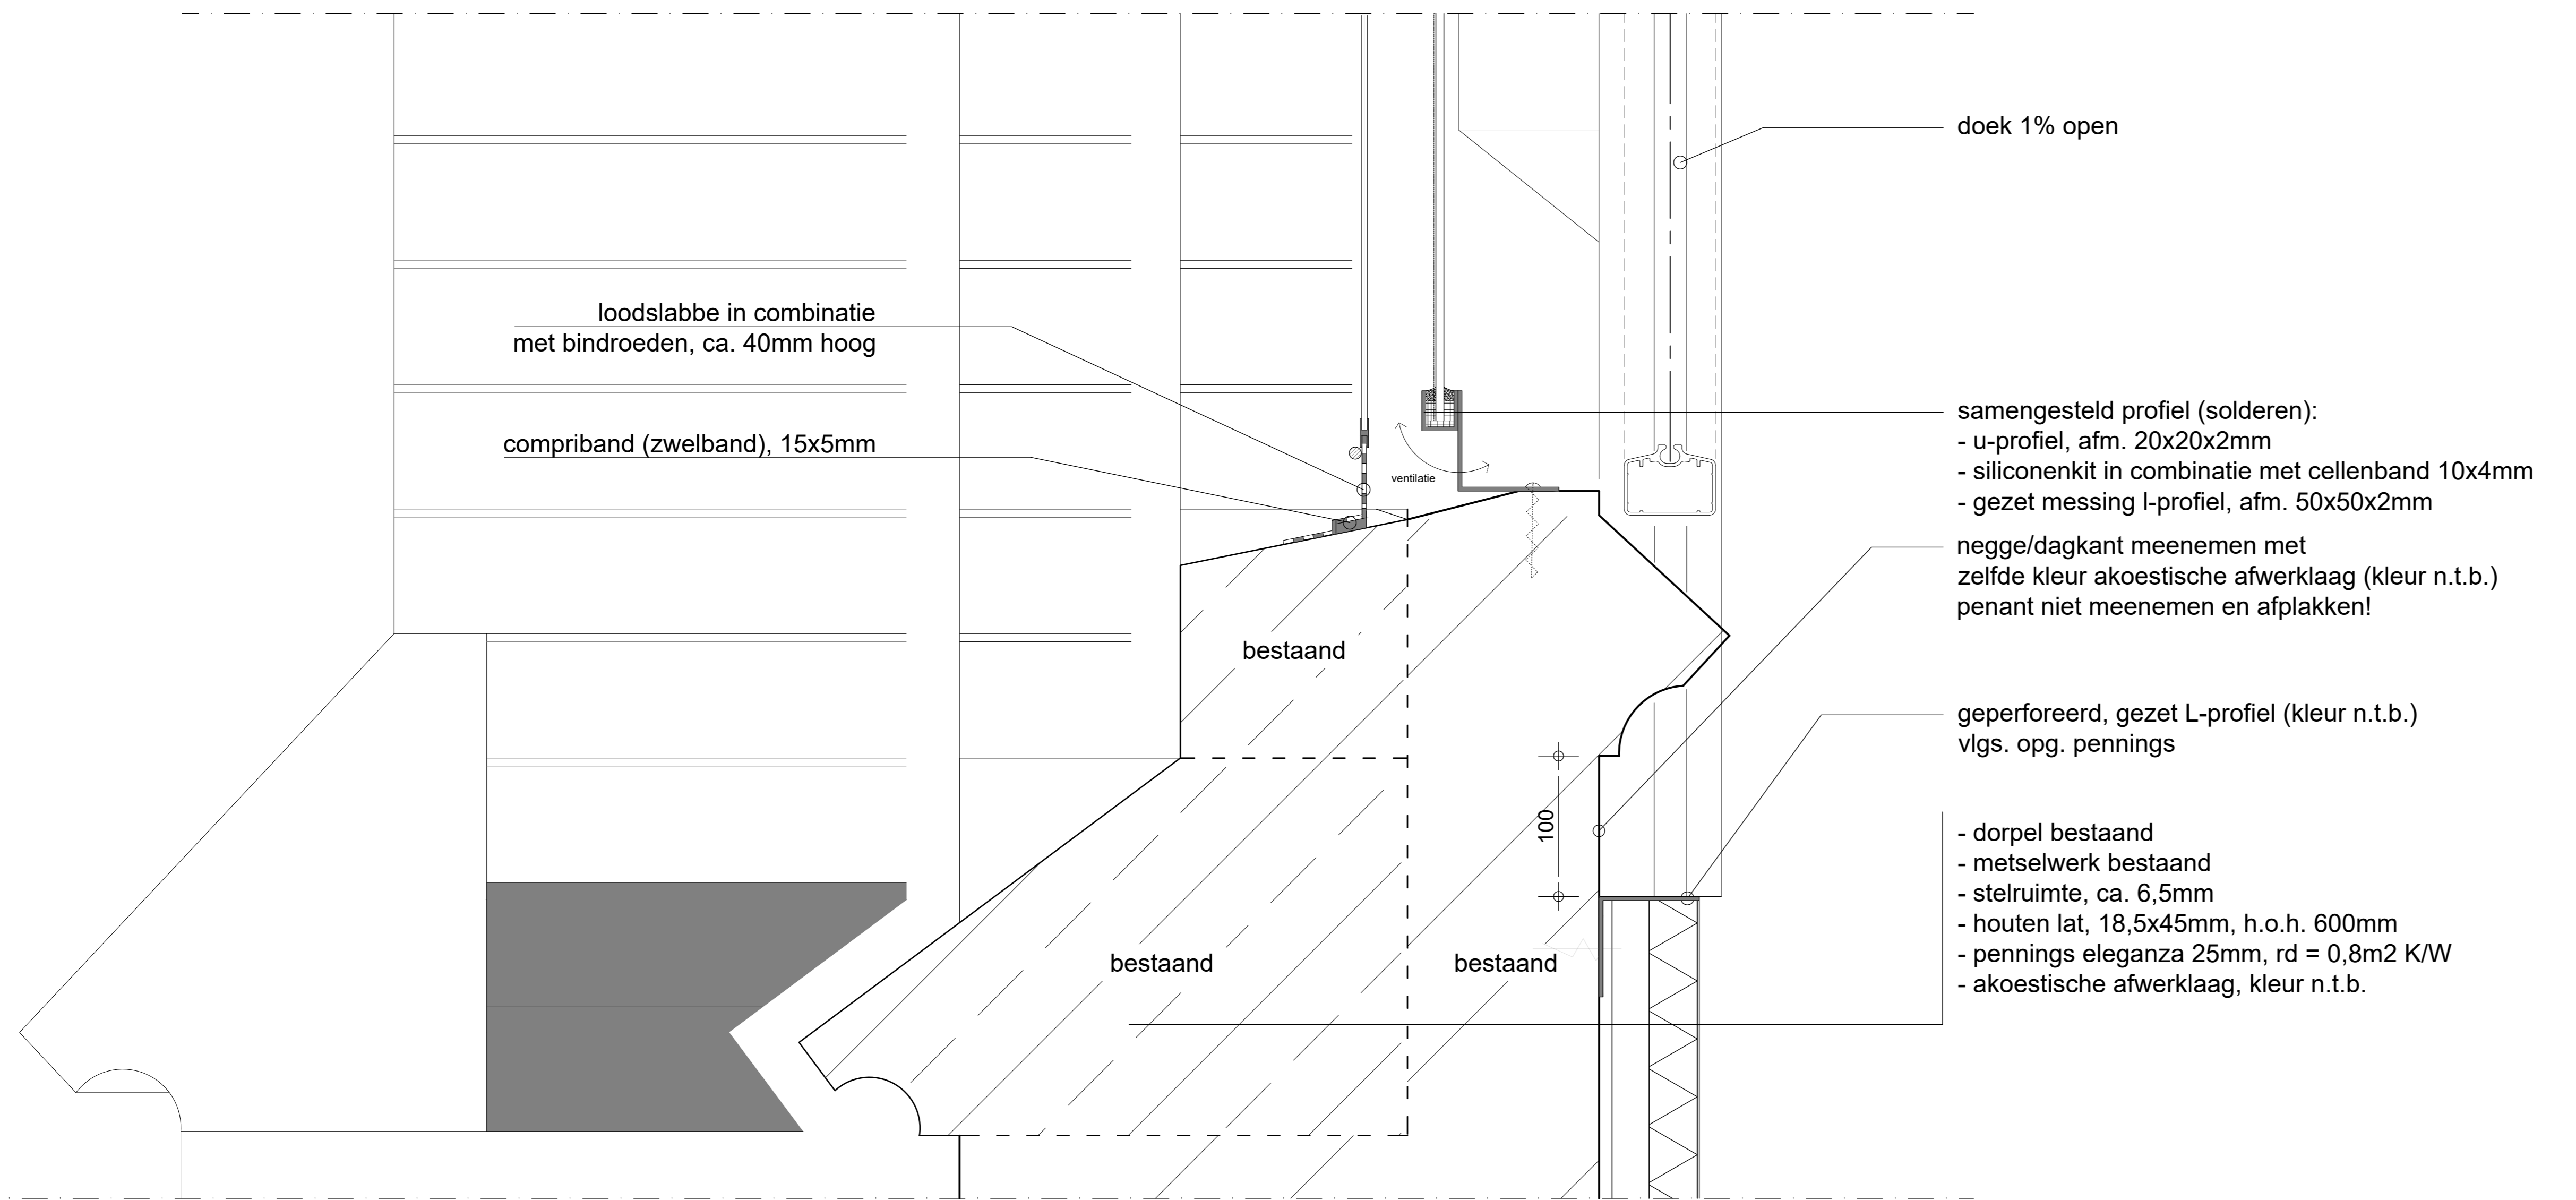 doek 1% open
loodslabbe in combinatie
met bindroeden, ca. 40mm hoog
compriband (zwelband), 15x5mm
ventilatie
samengesteld profiel (solderen):
- u-profiel, afm. 20x20x2mm
- siliconenkit in combinatie met cellenband 10x4mm
- gezet messing l-profiel, afm. 50x50x2mm
negge/dagkant meenemen met
zelfde kleur akoestische afwerklaag (kleur n.t.b.)
penant niet meenemen en afplakken!
bestaand
geperforeerd, gezet L-profiel (kleur n.t.b.)
vlgs. opg. pennings
100
- dorpel bestaand
- metselwerk bestaand
- stelruimte, ca. 6,5mm
- houten lat, 18,5x45mm, h.o.h. 600mm
- pennings eleganza 25mm, rd = 0,8m2 K/W
- akoestische afwerklaag, kleur n.t.b.
bestaand
bestaand